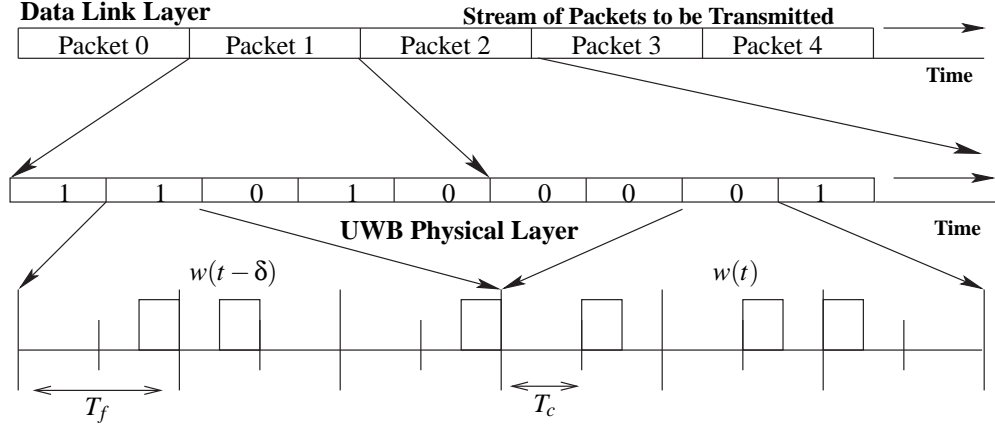 Data Link Layer
Stream of Packets to be Transmitted
Packet 0 Packet 1 Packet 2 Packet 3 Packet 4
Time
1 1 0 1 0 0 0 0 1
UWB Physical Layer
Time
w(t − δ) w(t)
T_f T_c